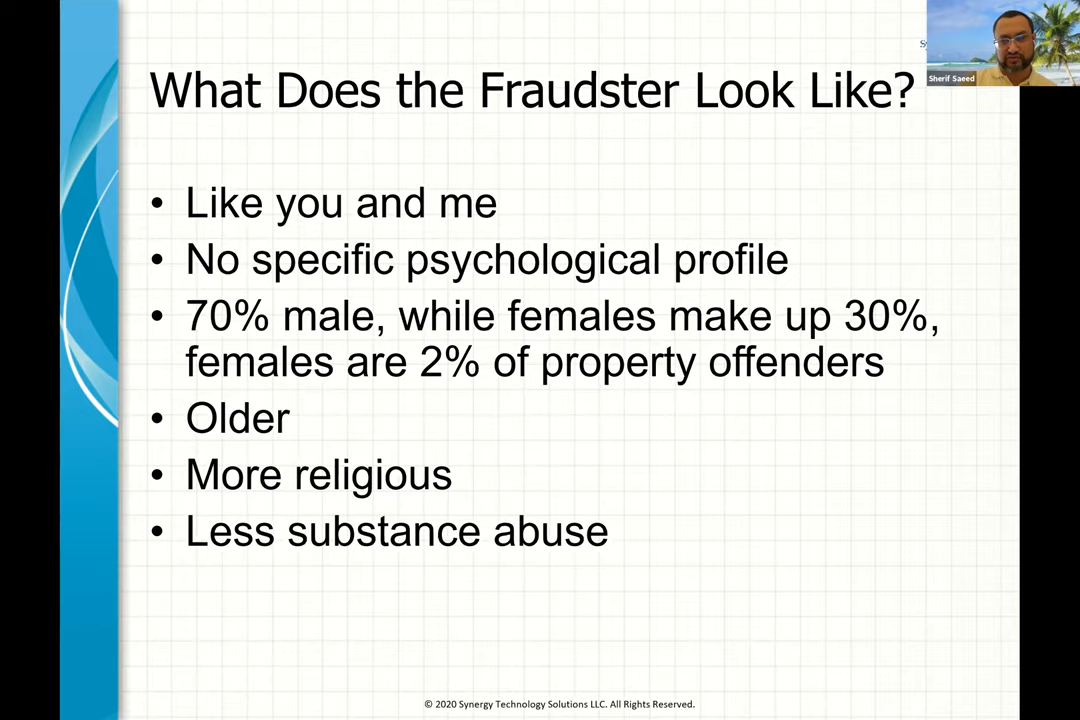 What Does the Fraudster Look Like?
Sherif Saeed
• Like you and me
• No specific psychological profile
• 70% male, while females make up 30%,
females are 2% of property offenders
• Older
• More religious
• Less substance abuse
© 2020 Synergy Technology Solutions LLC. All Rights Reserved.